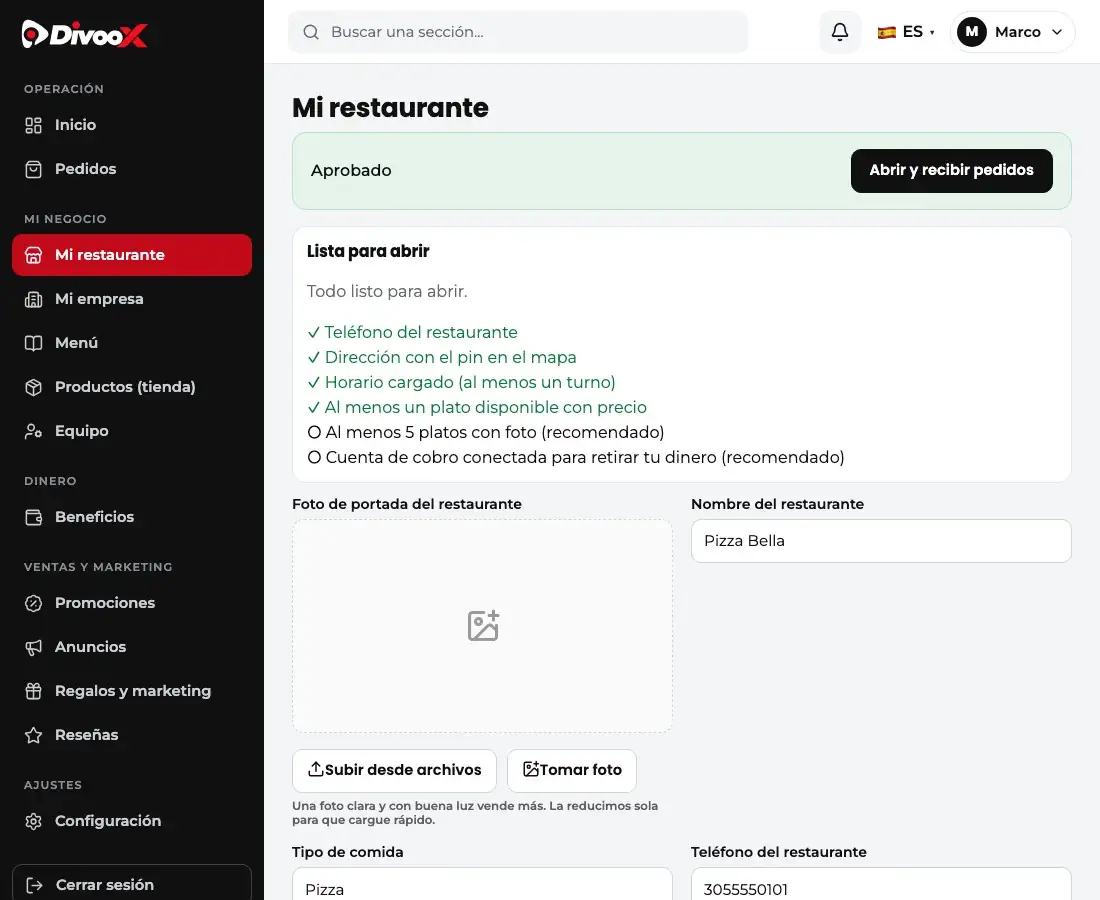 DivooX
Buscar una sección...
🇪🇸 ES
M
Marco
OPERACIÓN
Inicio
Pedidos
MI NEGOCIO
Mi restaurante
Mi empresa
Menú
Productos (tienda)
Equipo
DINERO
Beneficios
VENTAS Y MARKETING
Promociones
Anuncios
Regalos y marketing
Reseñas
AJUSTES
Configuración
Cerrar sesión
Mi restaurante
Aprobado
Abrir y recibir pedidos
Lista para abrir
Todo listo para abrir.
✓ Teléfono del restaurante
✓ Dirección con el pin en el mapa
✓ Horario cargado (al menos un turno)
✓ Al menos un plato disponible con precio
○ Al menos 5 platos con foto (recomendado)
○ Cuenta de cobro conectada para retirar tu dinero (recomendado)
Foto de portada del restaurante
Subir desde archivos
Tomar foto
Una foto clara y con buena luz vende más. La reducimos sola
para que cargue rápido.
Nombre del restaurante
Pizza Bella
Tipo de comida
Pizza
Teléfono del restaurante
3055550101